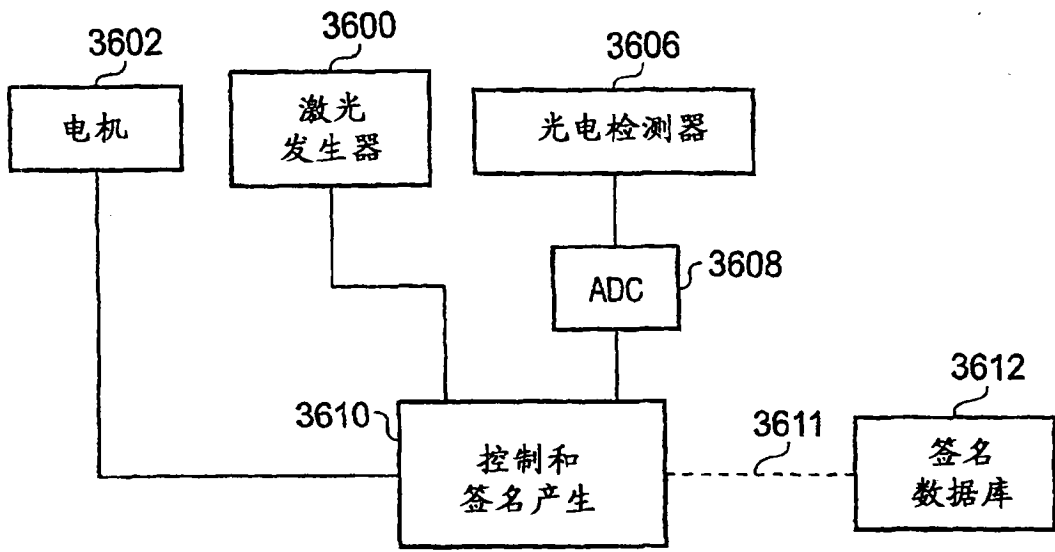 3602
电机
3600
激光
发生器
3606
光电检测器
ADC
3608
3610
控制和
签名产生
3611
3612
签名
数据库